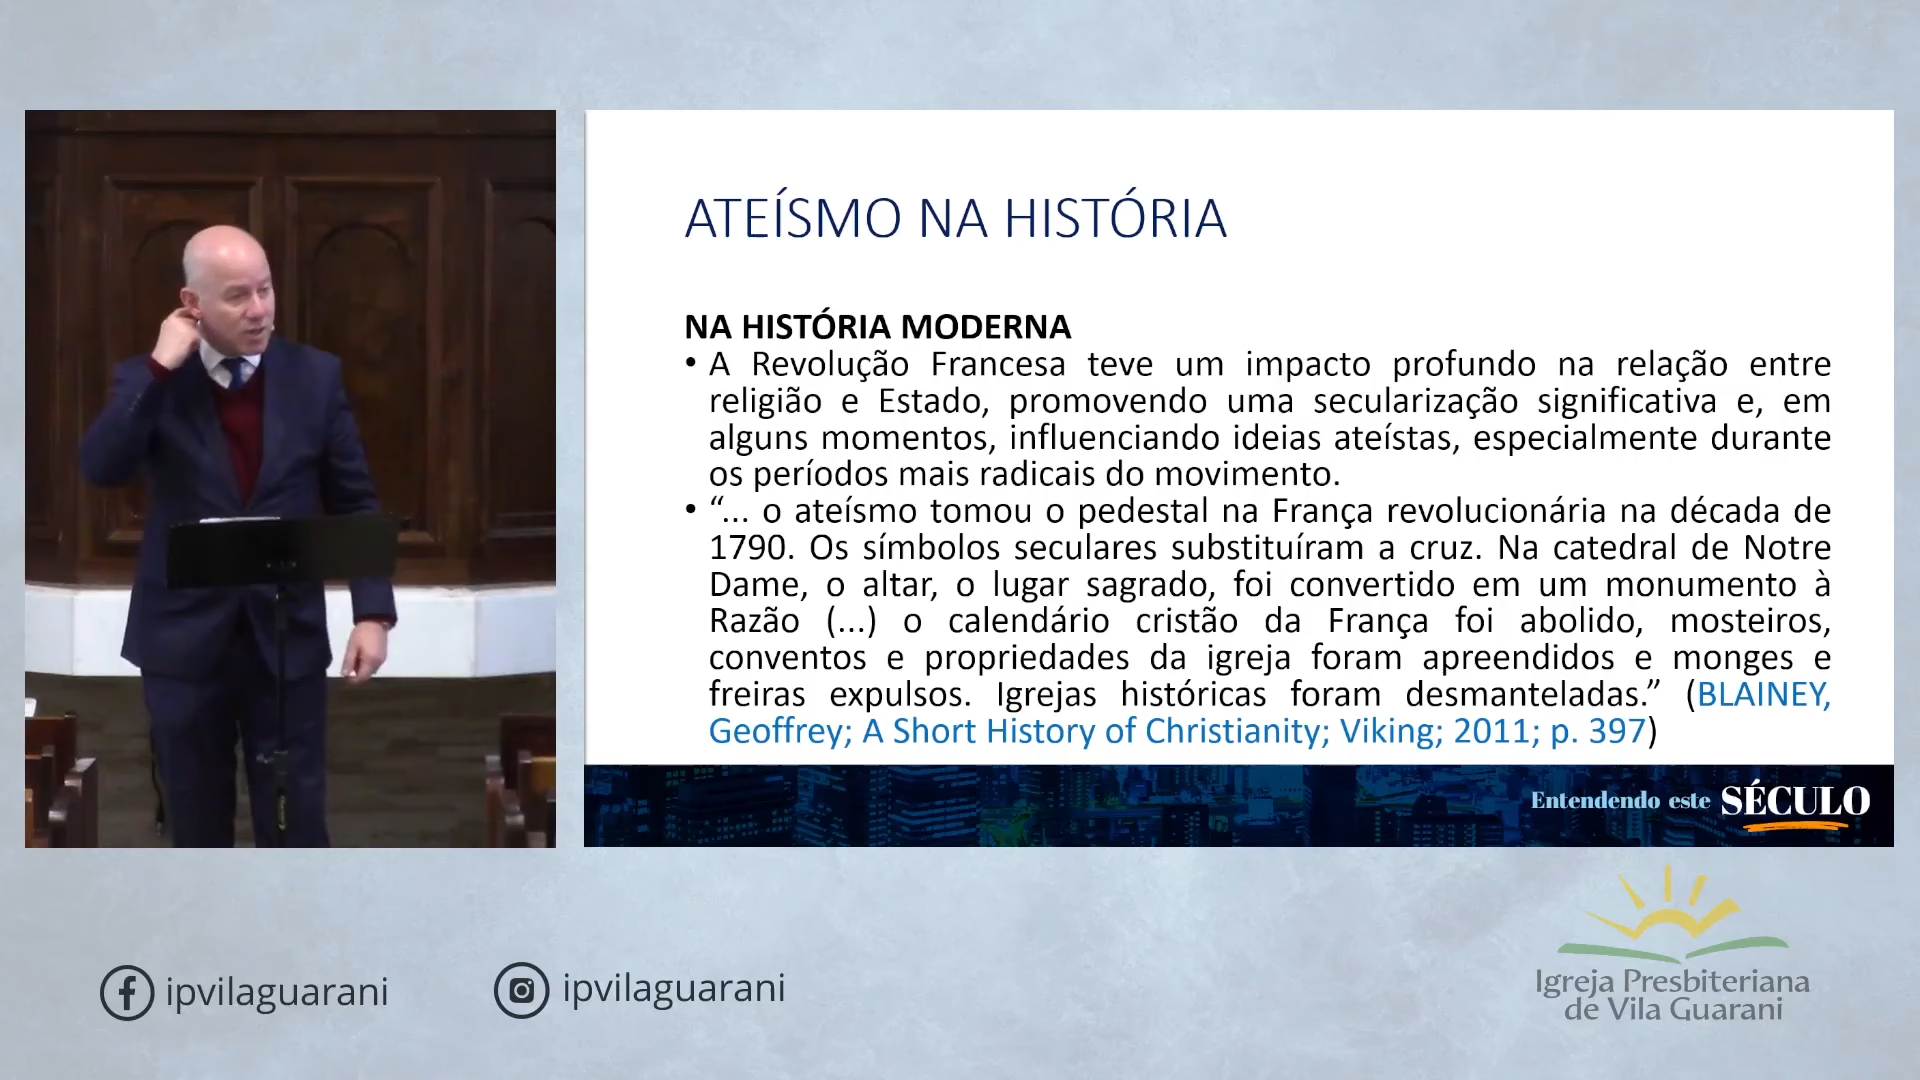 ATEÍSMO NA HISTÓRIA
NA HISTÓRIA MODERNA
• A Revolução Francesa teve um impacto profundo na relação entre
religião e Estado, promovendo uma secularização significativa e, em
alguns momentos, influenciando ideias ateístas, especialmente durante
os períodos mais radicais do movimento.
• “... o ateísmo tomou o pedestal na França revolucionária na década de
1790. Os símbolos seculares substituíram a cruz. Na catedral de Notre
Dame, o altar, o lugar sagrado, foi convertido em um monumento à
Razão (...) o calendário cristão da França foi abolido, mosteiros,
conventos e propriedades da igreja foram apreendidos e monges e
freiras expulsos. Igrejas históricas foram desmanteladas.” (BLAINEY,
Geoffrey; A Short History of Christianity; Viking; 2011; p. 397)
Entendendo este SÉCULO
ipvilaguarani
ipvilaguarani
Igreja Presbiteriana
de Vila Guarani